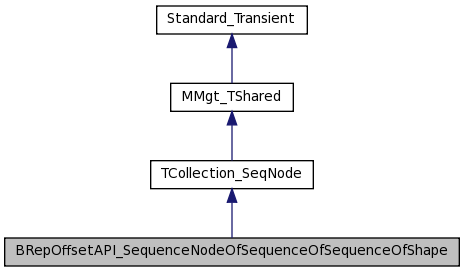 Standard_Transient
MMgt_TShared
TCollection_SeqNode
BRepOffsetAPI_SequenceNodeOfSequenceOfSequenceOfShape